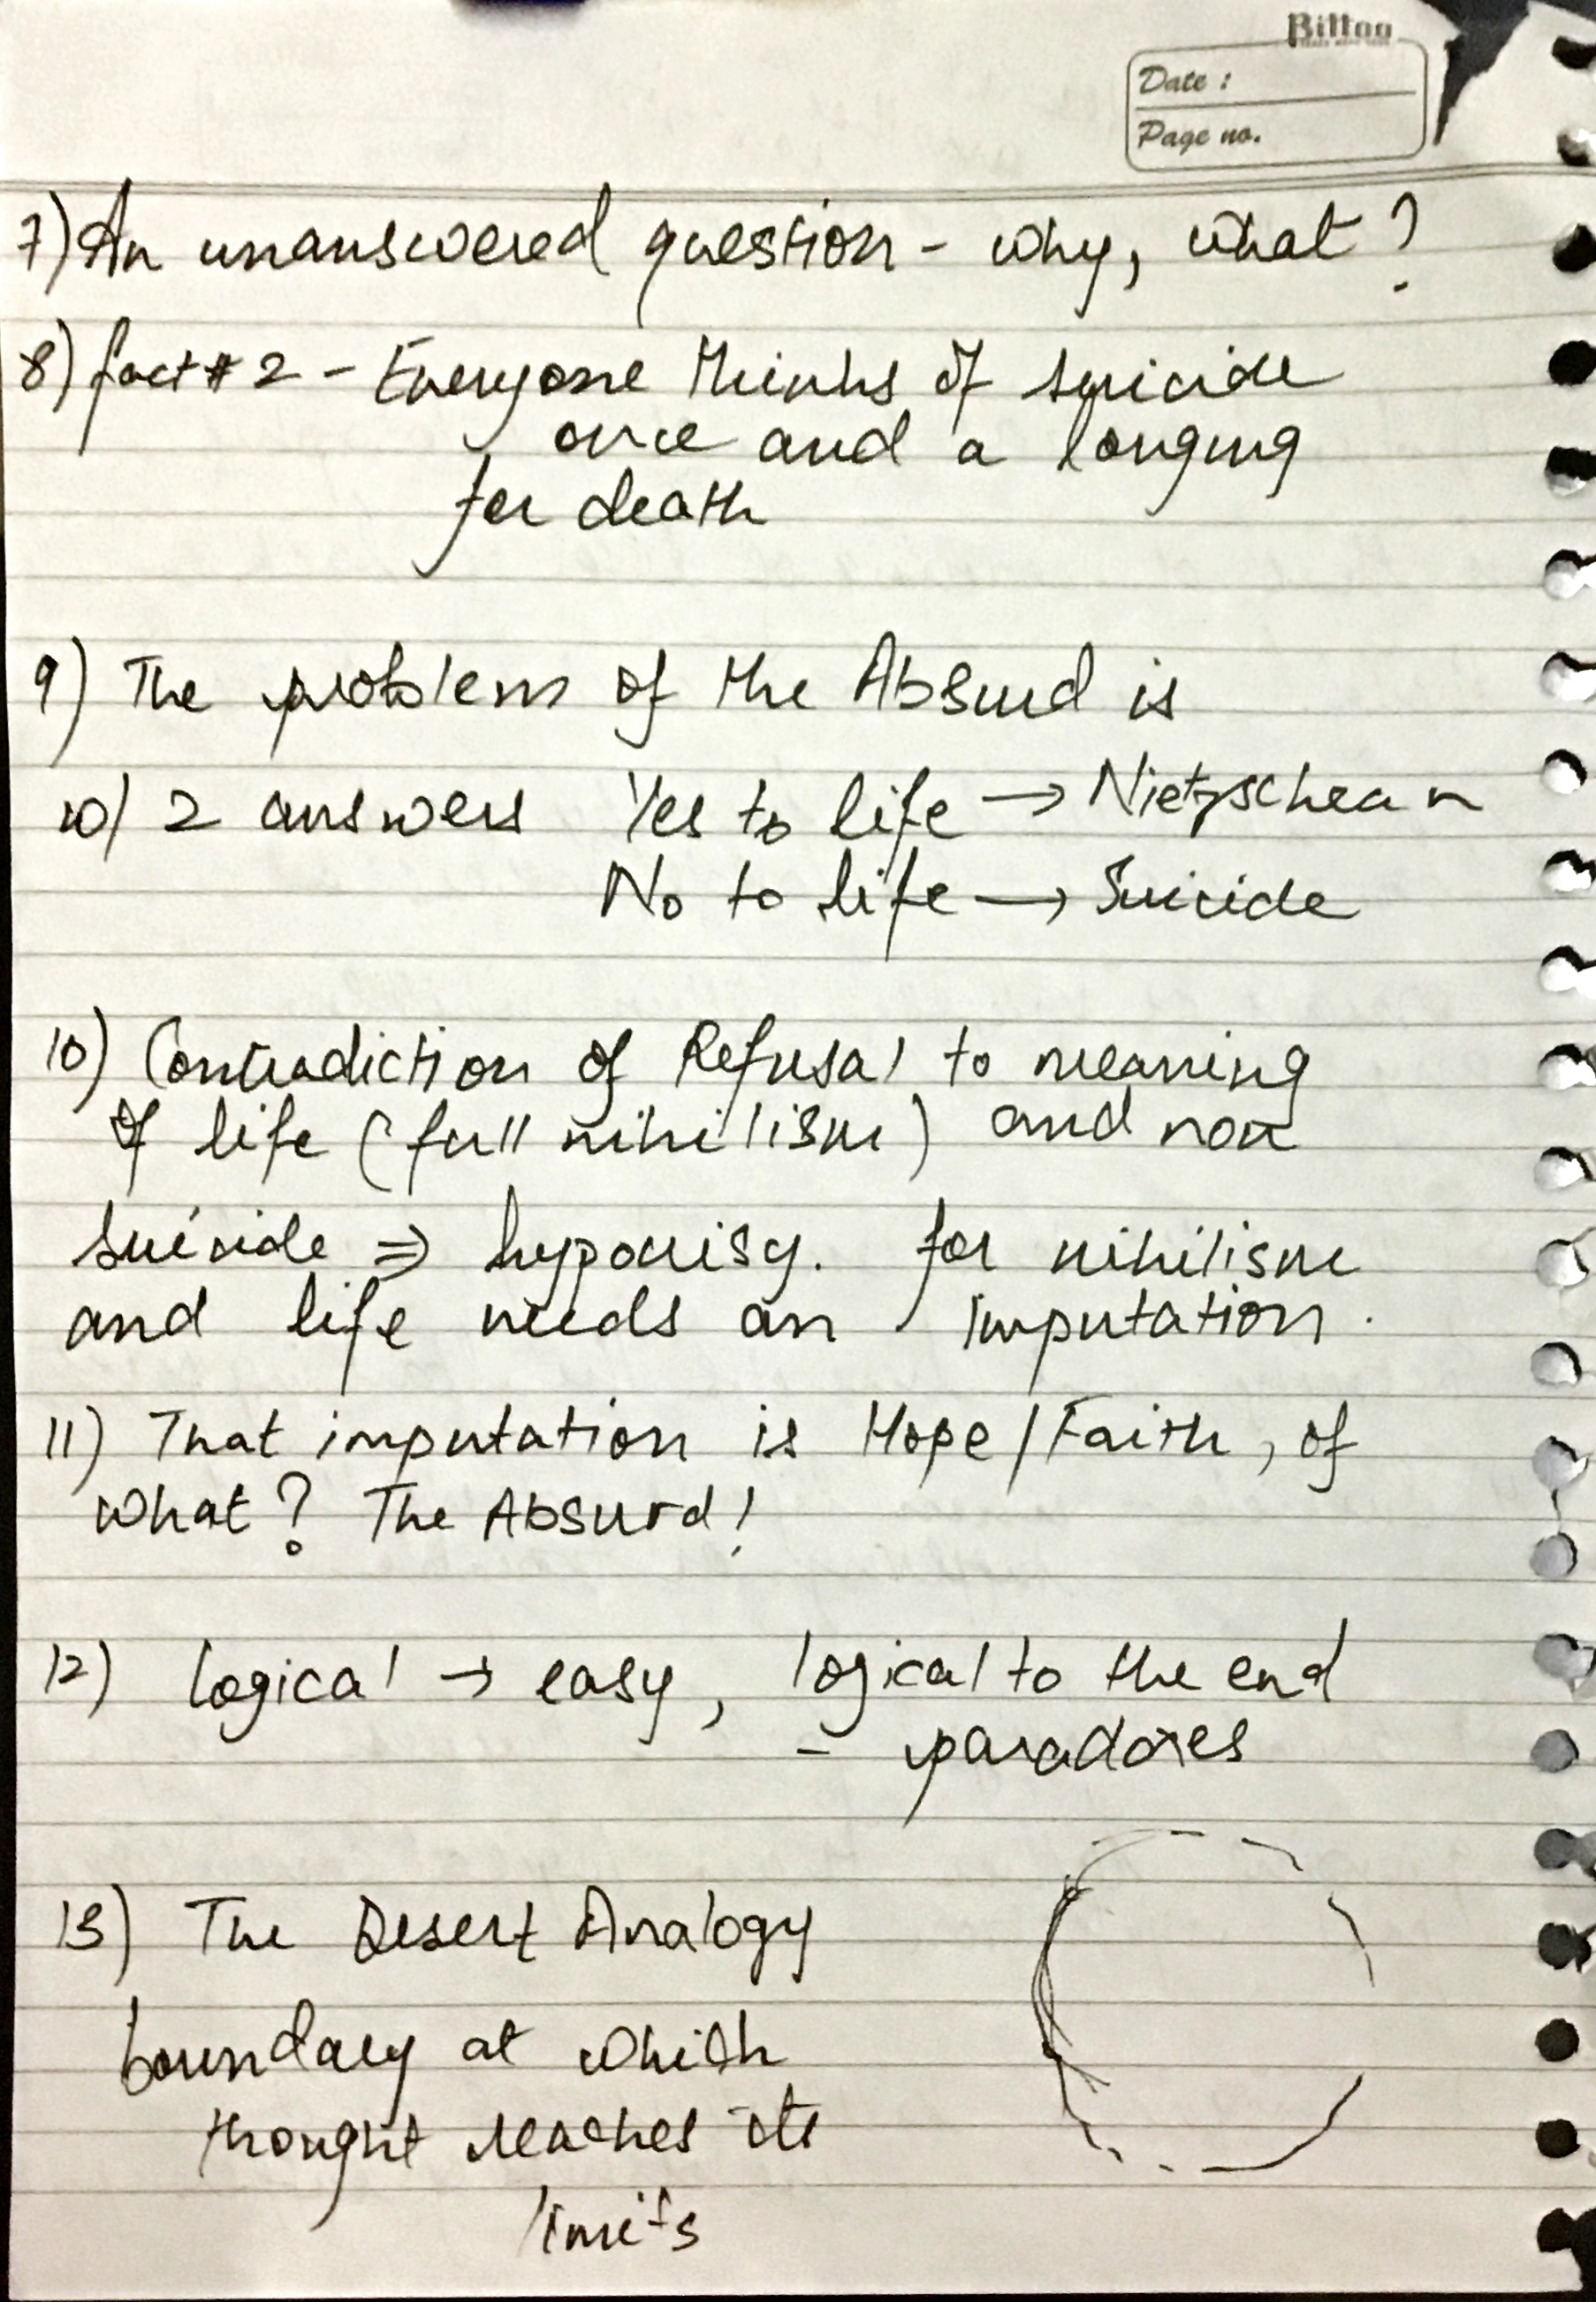 Bittoo
Date :
Page no.
7) An unanswered question - why, what?
8) fact # 2 - Everyone thinks of suicide
once and a longing
for death
9) The problem of the Absurd is
10) 2 answers Yes to life → Nietzschean
No to life → Suicide
10) Contradiction of Refusal to meaning
of life (full nihilism) and non
suicide ⇒ hypocrisy. for nihilism
and life needs an imputation.
11) That imputation is Hope/Faith, of
what? The Absurd!
12) logical → easy, logical to the end
- paradoxes
13) The Desert Analogy
boundary at which
thought reaches its
limits